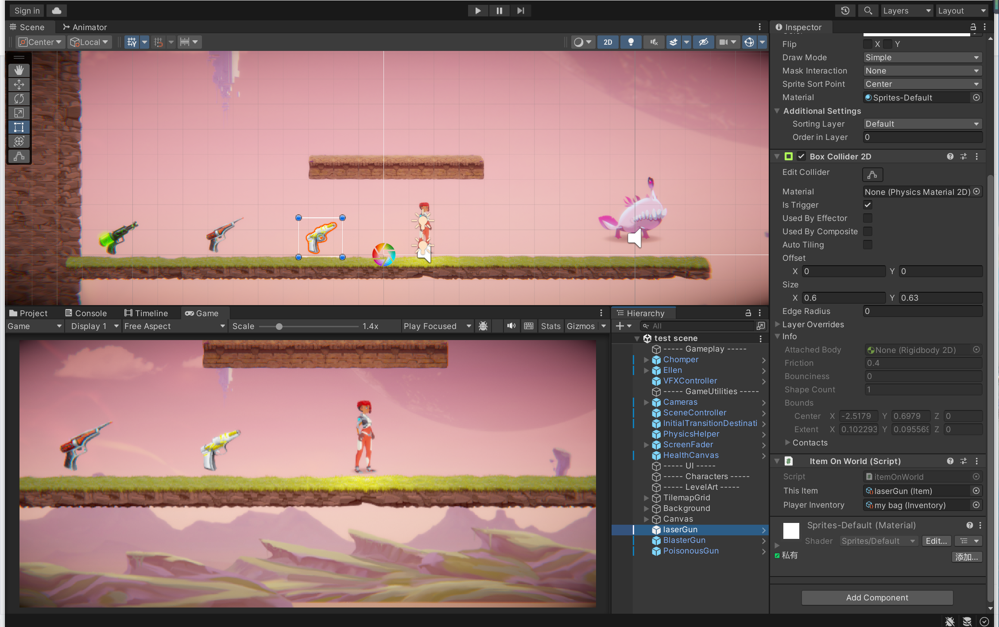 Sign in
Layers
Layout
Scene
Animator
Center
Local
2D
Inspector
Flip
X
Y
Draw Mode
Simple
Mask Interaction
None
Sprite Sort Point
Center
Material
Sprites-Default
Additional Settings
Sorting Layer
Default
Order in Layer
0
Box Collider 2D
Edit Collider
Material
None (Physics Material 2D)
Is Trigger
Used By Effector
Used By Composite
Auto Tiling
Offset
X 0
Y 0
Size
X 0.6
Y 0.63
Edge Radius
0
Layer Overrides
Info
Attached Body
None (Rigidbody 2D)
Friction
0.4
Bounciness
0
Shape Count
1
Bounds
Center X -2.5179 Y 0.6979 Z 0
Extent X 0.102293 Y 0.09556 Z 0
Contacts
Item On World (Script)
Script
itemOnWorld
This Item
laserGun (Item)
Player Inventory
my bag (Inventory)
Sprites-Default (Material)
Shader
Sprites/Default
Edit...
私有
添加...
Add Component
Project
Console
Timeline
Game
Game
Display 1
Free Aspect
Scale
1.4x
Play Focused
Stats
Gizmos
Hierarchy
All
test scene
----- Gameplay -----
Chomper
Ellen
VFXController
----- GameUtilities -----
Cameras
SceneController
InitialTransitionDestinati
PhysicsHelper
ScreenFader
HealthCanvas
----- UI -----
----- Characters -----
----- LevelArt -----
TilemapGrid
Background
Canvas
laserGun
BlasterGun
PoisonousGun